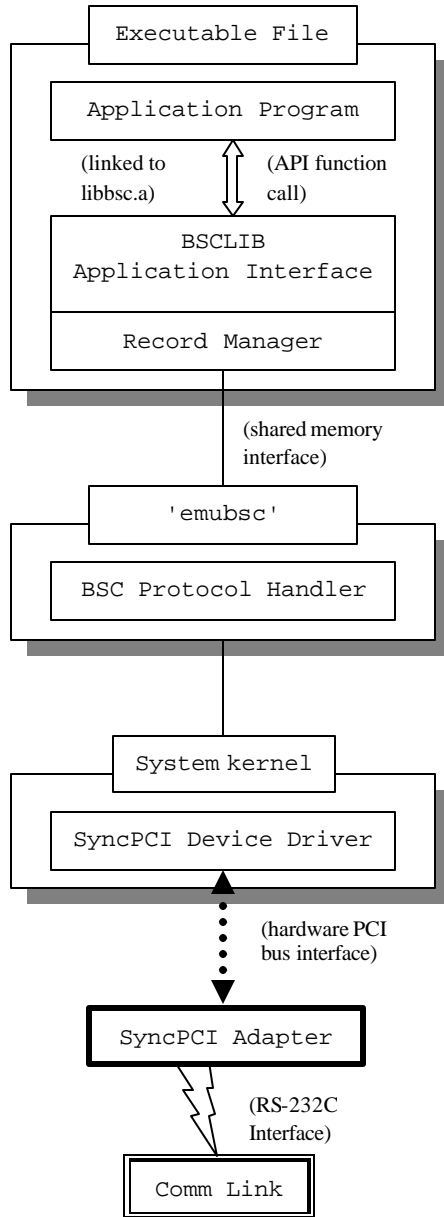 Executable File
Application Program
(linked to
libbsc.a)
(API function
call)
BSCLIB
Application Interface
Record Manager
(shared memory
interface)
'emubsc'
BSC Protocol Handler
System kernel
SyncPCI Device Driver
(hardware PCI
bus interface)
SyncPCI Adapter
(RS-232C
Interface)
Comm Link